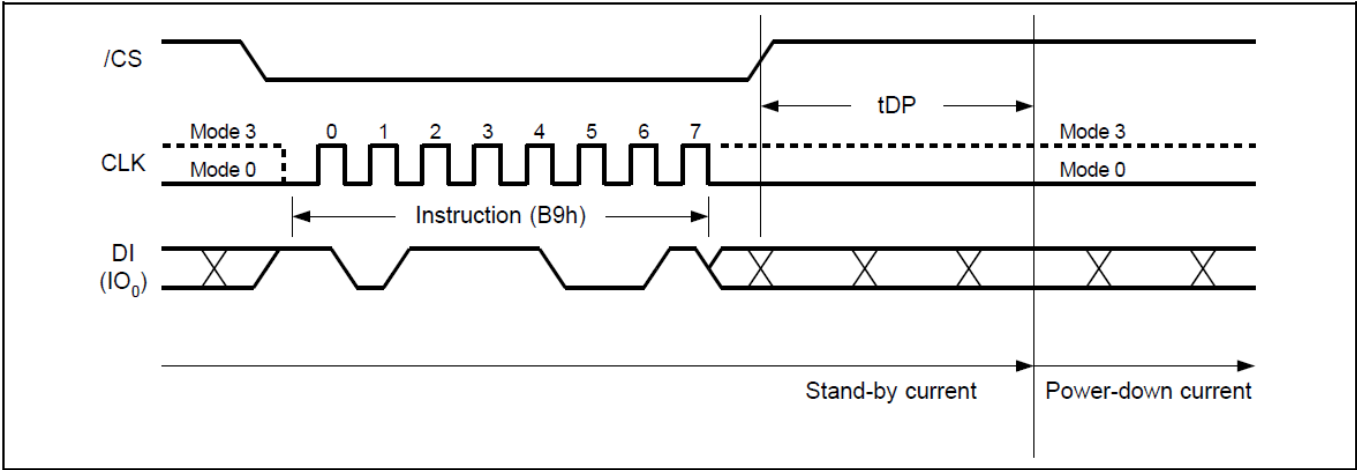 /CS
tDP
Mode 3 0 1 2 3 4 5 6 7 Mode 3
CLK
Mode 0 Mode 0
Instruction (B9h)
DI
(IO₀)
Stand-by current Power-down current